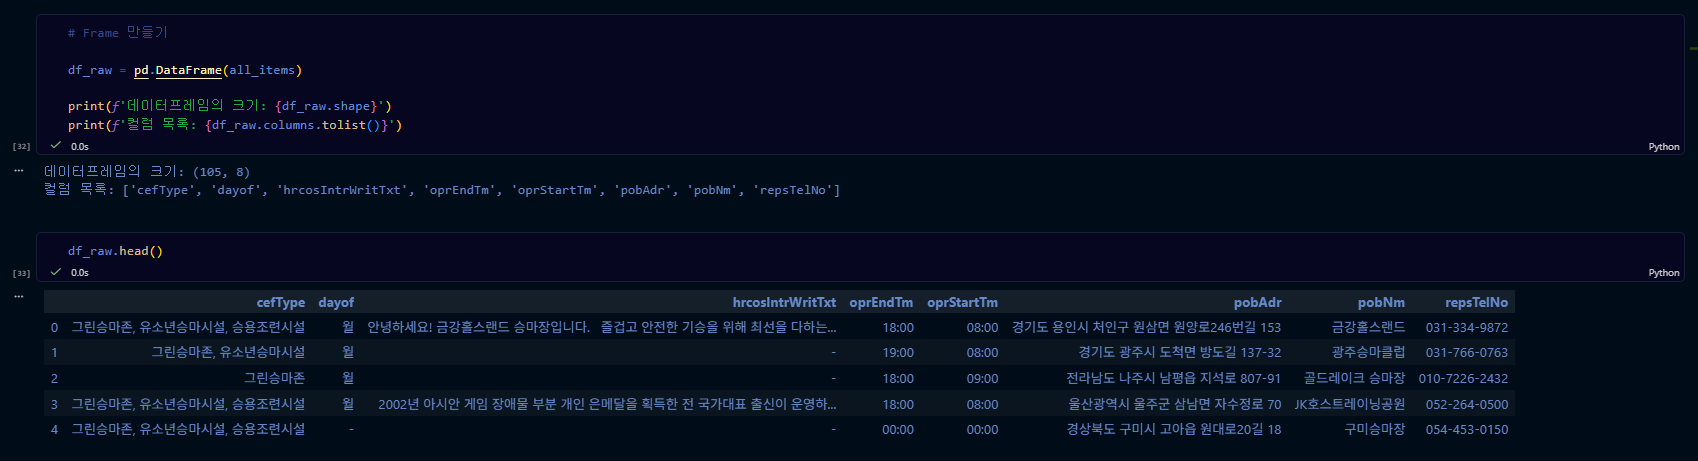 # Frame 만들기
df_raw = pd.DataFrame(all_items)
print(f'데이터프레임의 크기: {df_raw.shape}')
print(f'컬럼 목록: {df_raw.columns.tolist()}')
[32] ✓ 0.0s Python
... 데이터프레임의 크기: (105, 8)
컬럼 목록: ['cefType', 'dayof', 'hrcosIntrWritTxt', 'oprEndTm', 'oprStartTm', 'pobAdr', 'pobNm', 'repsTelNo']
df_raw.head()
[33] ✓ 0.0s Python
...
cefType dayof hrcosIntrWritTxt oprEndTm oprStartTm pobAdr pobNm repsTelNo
0 그린승마존, 유소년승마시설, 승용조련시설 월 안녕하세요! 금강홀스랜드 승마장입니다. 즐겁고 안전한 기승을 위해 최선을 다하는... 18:00 08:00 경기도 용인시 처인구 원삼면 원양로246번길 153 금강홀스랜드 031-334-9872
1 그린승마존, 유소년승마시설 월 - 19:00 08:00 경기도 광주시 도척면 방도길 137-32 광주승마클럽 031-766-0763
2 그린승마존 월 - 18:00 09:00 전라남도 나주시 남평읍 지석로 807-91 골드레이크 승마장 010-7226-2432
3 그린승마존, 유소년승마시설, 승용조련시설 월 2002년 아시안 게임 장애물 부분 개인 은메달을 획득한 전 국가대표 출신이 운영하... 18:00 08:00 울산광역시 울주군 삼남면 자수정로 70 JK호스트레이닝공원 052-264-0500
4 그린승마존, 유소년승마시설, 승용조련시설 - - 00:00 00:00 경상북도 구미시 고아읍 원대로20길 18 구미승마장 054-453-0150